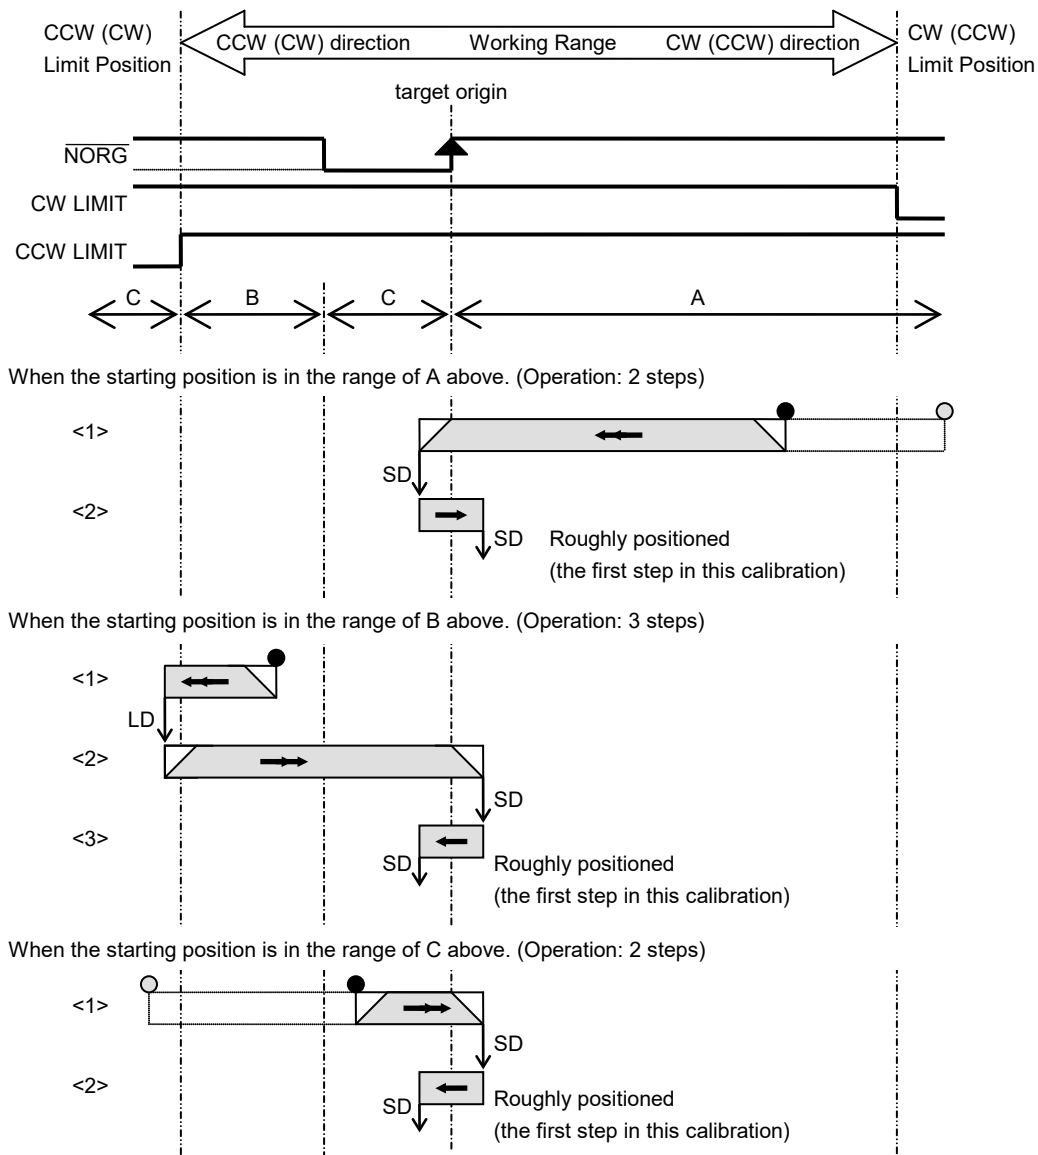 CCW (CW)
Limit Position
CCW (CW) direction
Working Range
CW (CCW) direction
CW (CCW)
Limit Position
target origin
NORG
CW LIMIT
CCW LIMIT
C
B
C
A
When the starting position is in the range of A above. (Operation: 2 steps)
<1>
SD
<2>
SD
Roughly positioned
(the first step in this calibration)
When the starting position is in the range of B above. (Operation: 3 steps)
<1>
LD
<2>
SD
<3>
SD
Roughly positioned
(the first step in this calibration)
When the starting position is in the range of C above. (Operation: 2 steps)
<1>
SD
<2>
SD
Roughly positioned
(the first step in this calibration)